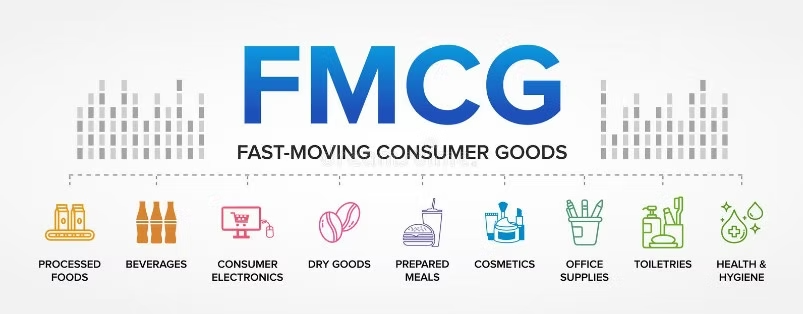 FMCG
FAST-MOVING CONSUMER GOODS
PROCESSED
FOODS
BEVERAGES
CONSUMER
ELECTRONICS
DRY GOODS
PREPARED
MEALS
COSMETICS
OFFICE
SUPPLIES
TOILETRIES
HEALTH &
HYGIENE